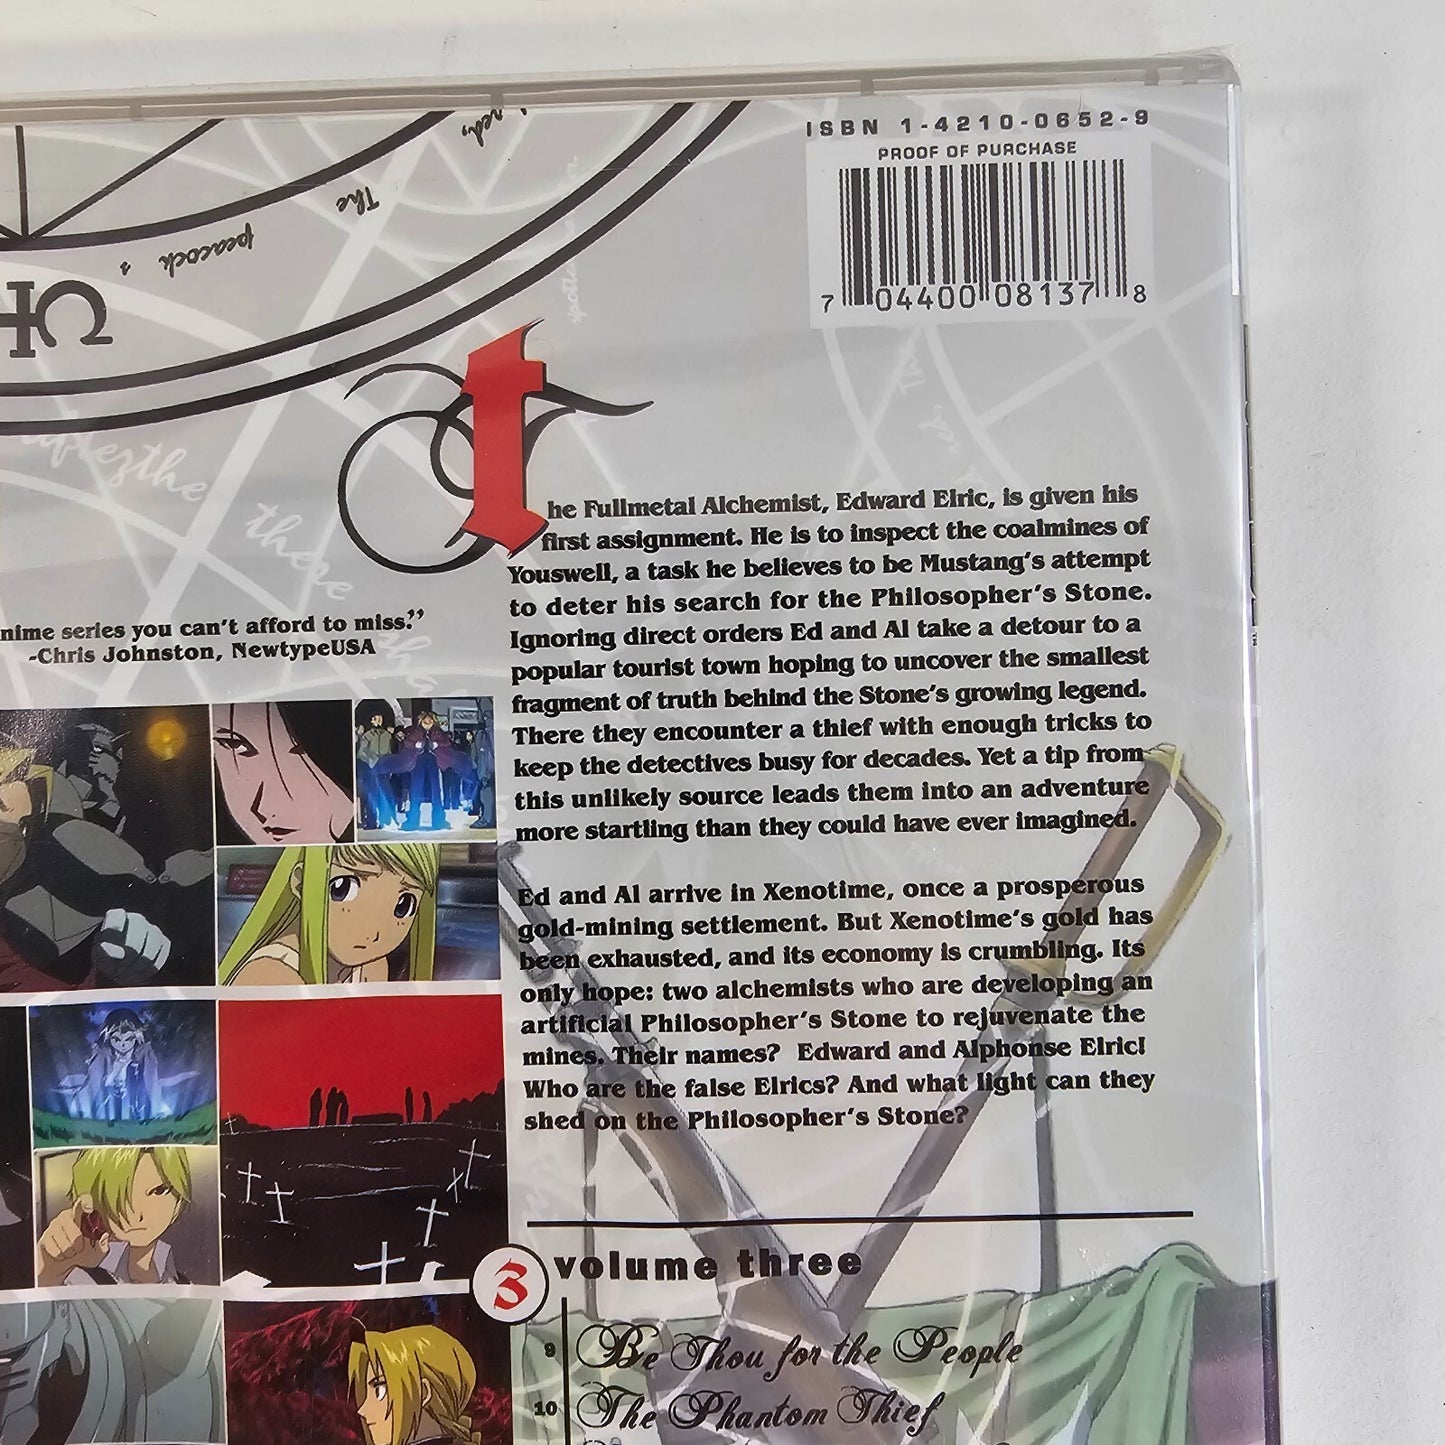 ISBN 1-4210-0652-9
PROOF OF PURCHASE
7 04400 08137 8
red,
The
peacock
the
there
the Fullmetal Alchemist, Edward Elric, is given his
first assignment. He is to inspect the coalmines of
Youswell, a task he believes to be Mustang's attempt
to deter his search for the Philosopher's Stone.
Ignoring direct orders Ed and Al take a detour to a
popular tourist town hoping to uncover the smallest
fragment of truth behind the Stone's growing legend.
There they encounter a thief with enough tricks to
keep the detectives busy for decades. Yet a tip from
this unlikely source leads them into an adventure
more startling than they could have ever imagined.
nime series you can't afford to miss."
-Chris Johnston, NewtypeUSA
Ed and Al arrive in Xenotime, once a prosperous
gold-mining settlement. But Xenotime's gold has
been exhausted, and its economy is crumbling. Its
only hope: two alchemists who are developing an
artificial Philosopher's Stone to rejuvenate the
mines. Their names?  Edward and Alphonse Elric!
Who are the false Elrics? And what light can they
shed on the Philosopher's Stone?
3 volume three
9 Be Thou for the People
10 The Phantom Thief